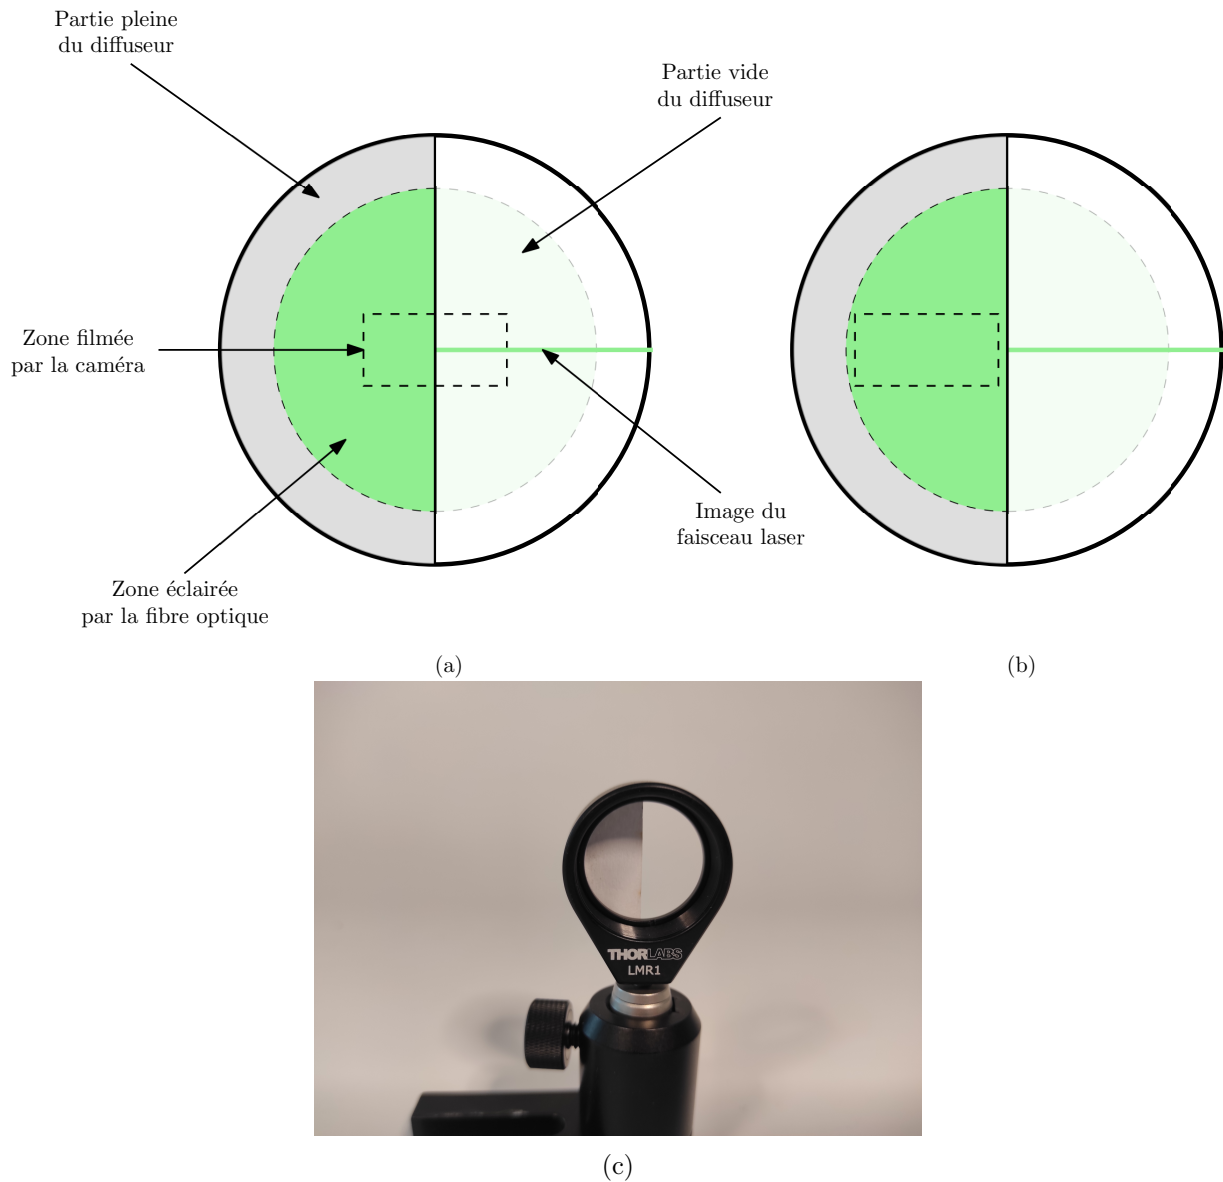 Partie pleine
du diffuseur
Partie vide
du diffuseur
Zone filmée
par la caméra
Image du
faisceau laser
Zone éclairée
par la fibre optique
(a)
(b)
THORLABS
LMR1
(c)